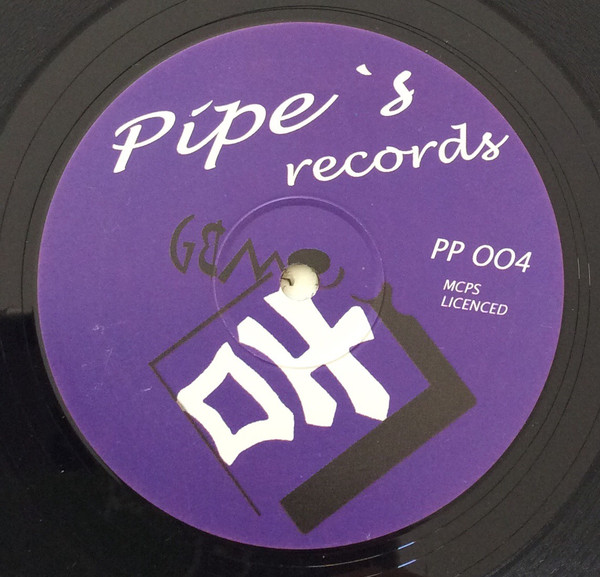 Pipe`s
records
PP 004
MCPS
LICENCED